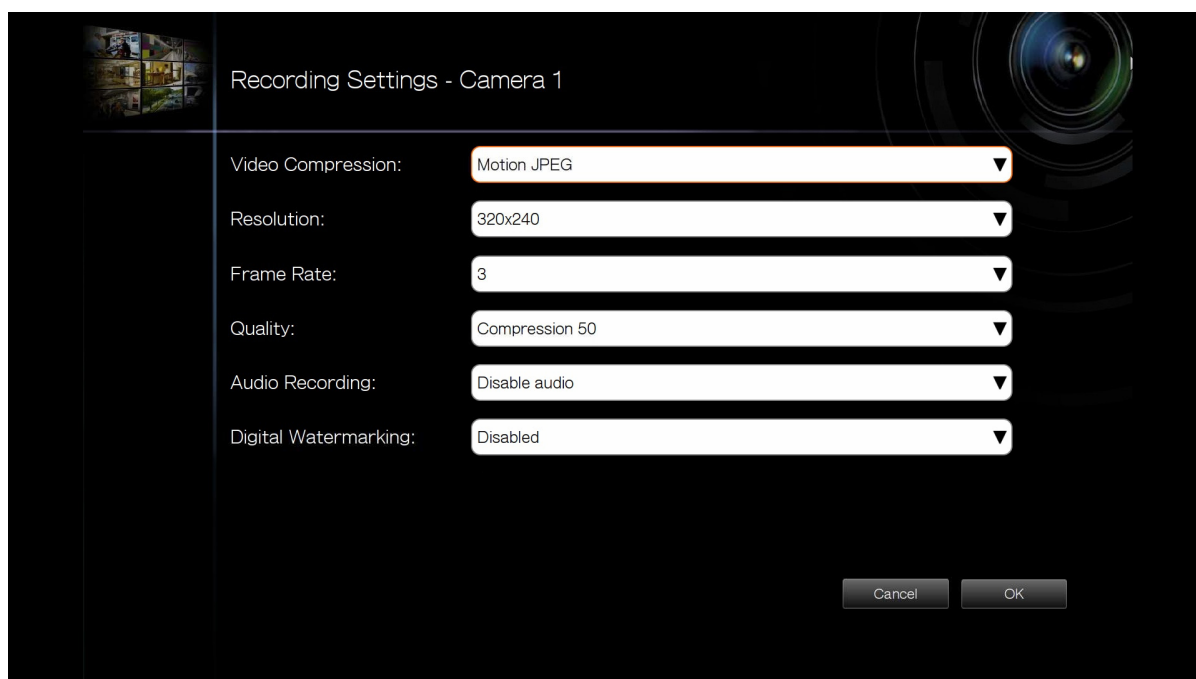 Recording Settings - Camera 1
Video Compression: Motion JPEG
Resolution: 320x240
Frame Rate: 3
Quality: Compression 50
Audio Recording: Disable audio
Digital Watermarking: Disabled
Cancel OK